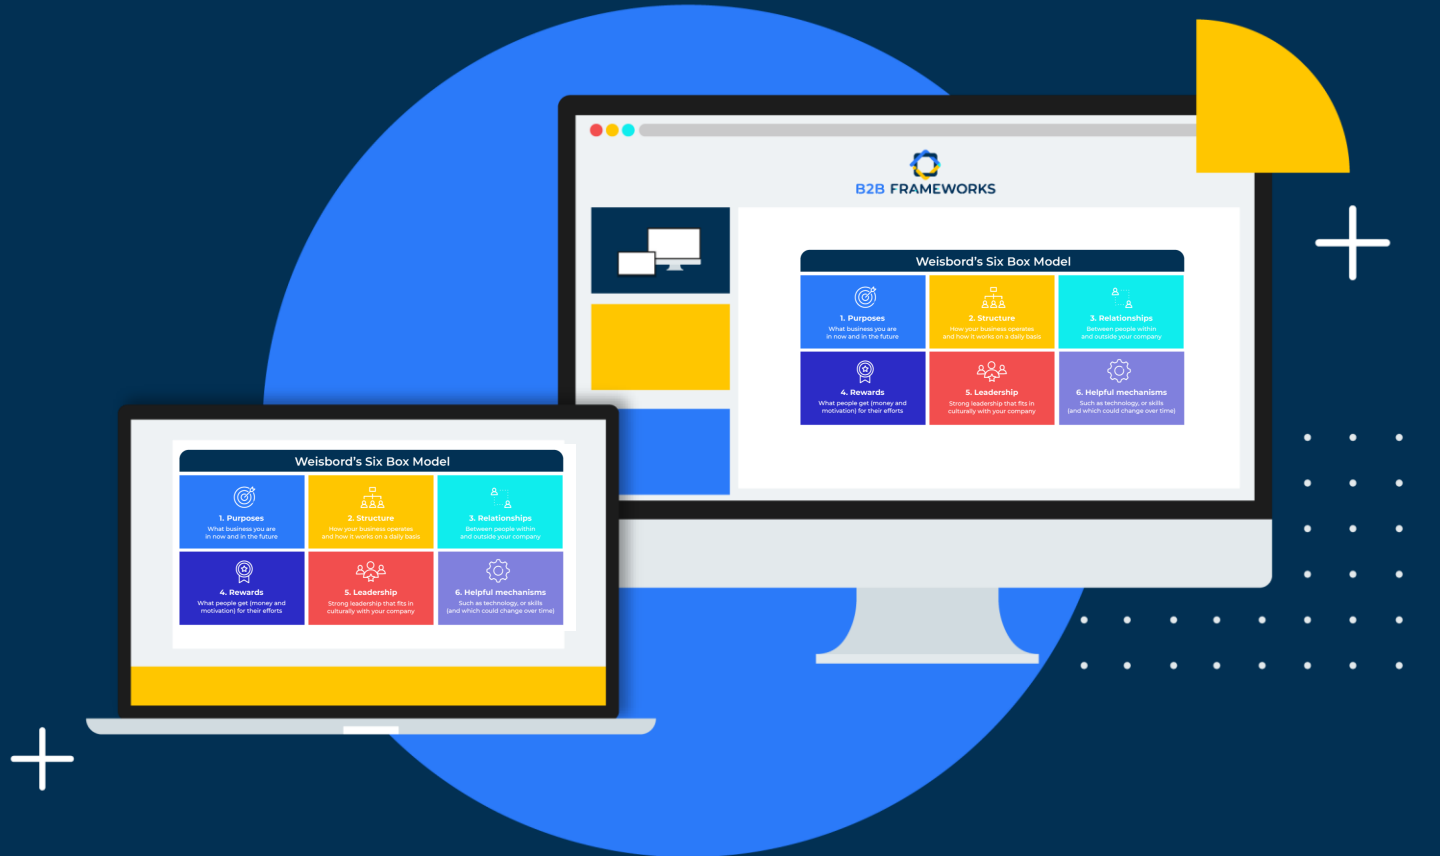 B2B FRAMEWORKS
Weisbord's Six Box Model
1. Purposes
What business you are
in now and in the future
2. Structure
How your business operates
and how it works on a daily basis
3. Relationships
Between people within
and outside your company
4. Rewards
What people get (money and
motivation) for their efforts
5. Leadership
Strong leadership that fits in
culturally with your company
6. Helpful mechanisms
Such as technology, or skills
(and which could change over time)
Weisbord's Six Box Model
1. Purposes
What business you are
in now and in the future
2. Structure
How your business operates
and how it works on a daily basis
3. Relationships
Between people within
and outside your company
4. Rewards
What people get (money and
motivation) for their efforts
5. Leadership
Strong leadership that fits in
culturally with your company
6. Helpful mechanisms
Such as technology, or skills
(and which could change over time)